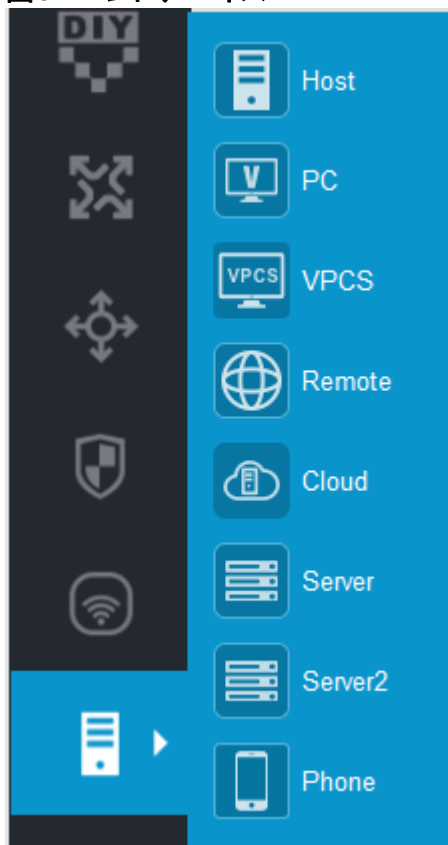 DIY
Host
V
PC
VPCS
VPCS
Remote
Cloud
Server
Server2
Phone